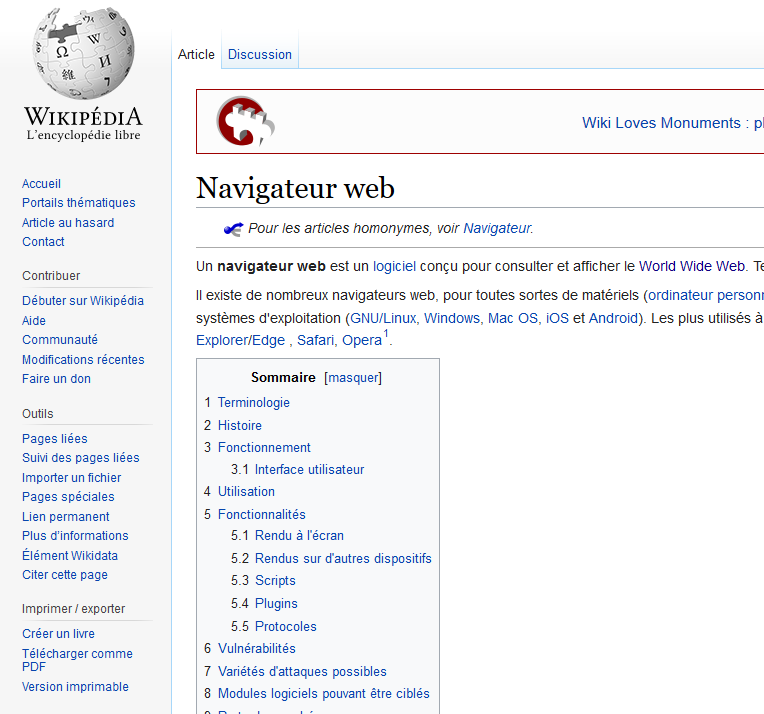 WIKIPÉDIA
L'encyclopédie libre
Accueil
Portails thématiques
Article au hasard
Contact
Contribuer
Débuter sur Wikipédia
Aide
Communauté
Modifications récentes
Faire un don
Outils
Pages liées
Suivi des pages liées
Importer un fichier
Pages spéciales
Lien permanent
Plus d'informations
Élément Wikidata
Citer cette page
Imprimer / exporter
Créer un livre
Télécharger comme
PDF
Version imprimable
Article Discussion
Wiki Loves Monuments :
Navigateur web
Pour les articles homonymes, voir Navigateur.
Un navigateur web est un logiciel conçu pour consulter et afficher le World Wide Web.
Il existe de nombreux navigateurs web, pour toutes sortes de matériels (ordinateur
systèmes d'exploitation (GNU/Linux, Windows, Mac OS, iOS et Android). Les plus utilisés à
Explorer/Edge , Safari, Opera1.
Sommaire [masquer]
1 Terminologie
2 Histoire
3 Fonctionnement
3.1 Interface utilisateur
4 Utilisation
5 Fonctionnalités
5.1 Rendu à l'écran
5.2 Rendus sur d'autres dispositifs
5.3 Scripts
5.4 Plugins
5.5 Protocoles
6 Vulnérabilités
7 Variétés d'attaques possibles
8 Modules logiciels pouvant être ciblés